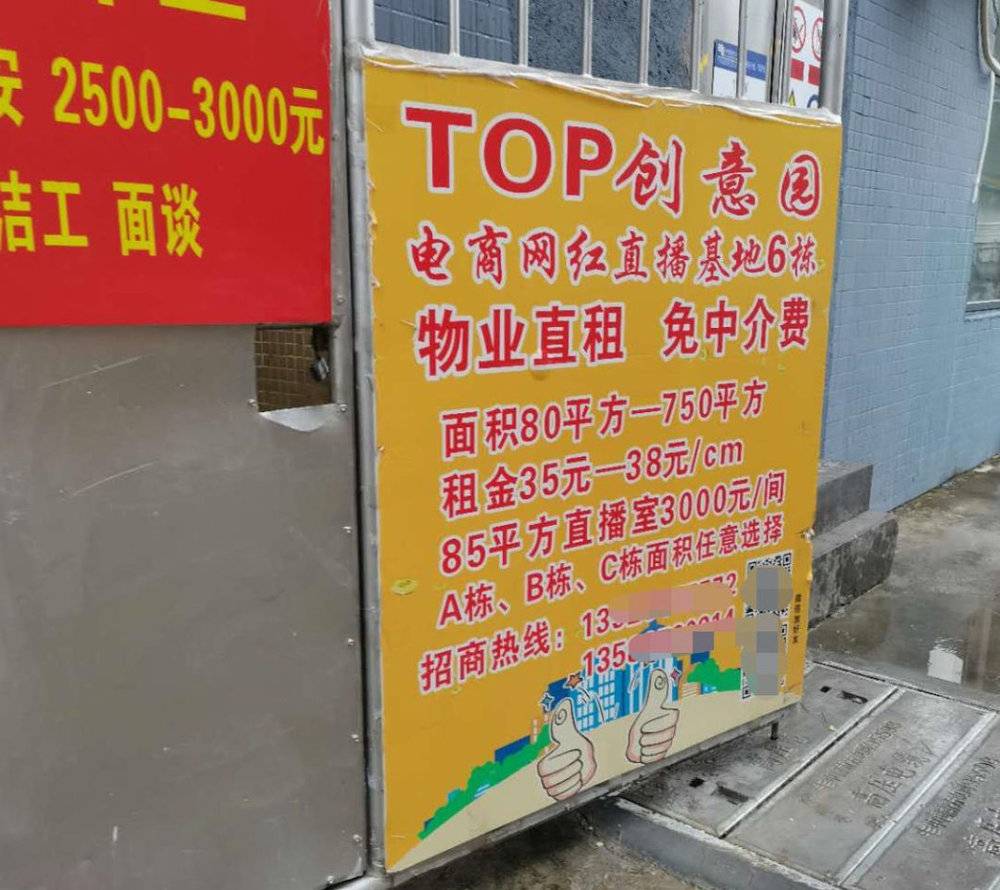 安 2500-3000元
洁工 面谈
TOP创意园
电商网红直播基地6栋
物业直租 免中介费
面积80平方—750平方
租金35元—38元/cm
85平方直播室3000元/间
A栋、B栋、C栋面积任意选择
招商热线：